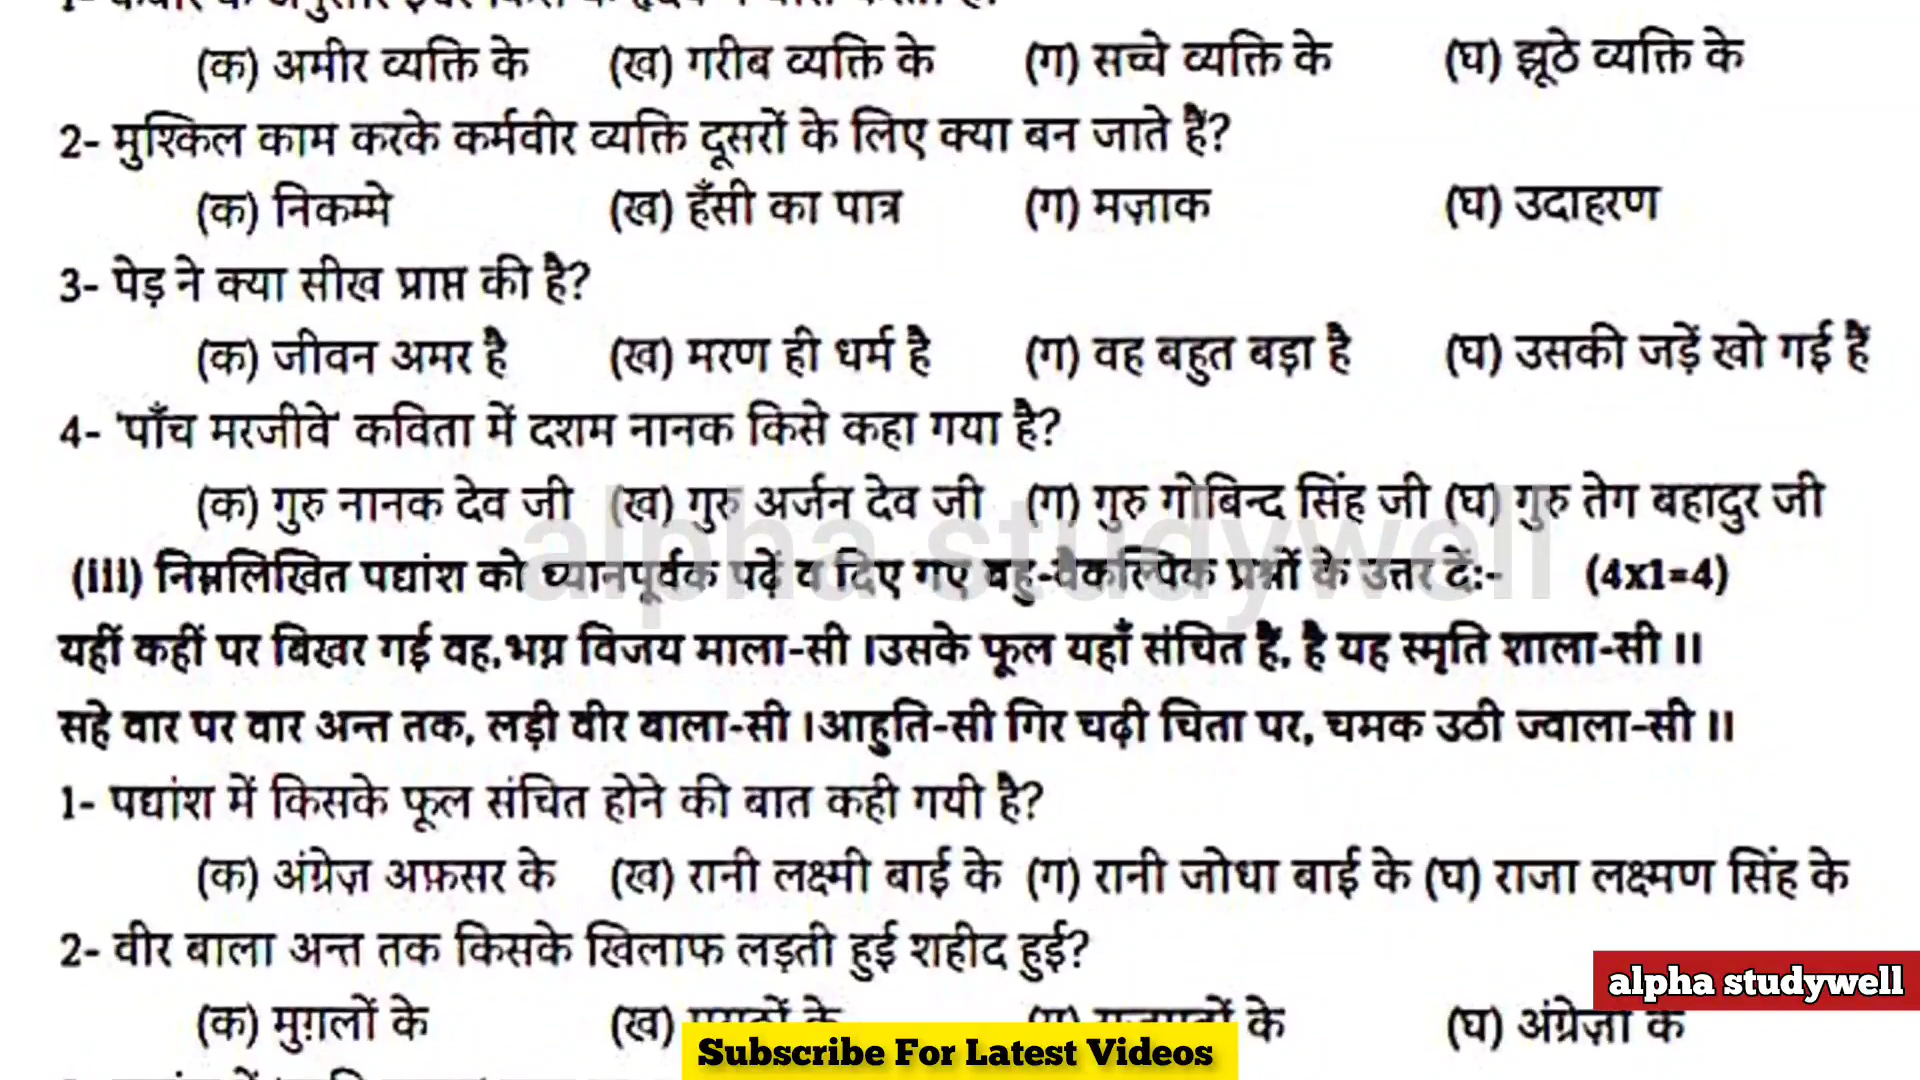 (क) अमीर व्यक्ति के (ख) गरीब व्यक्ति के (ग) सच्चे व्यक्ति के (घ) झूठे व्यक्ति के
2- मुश्किल काम करके कर्मवीर व्यक्ति दूसरों के लिए क्या बन जाते हैं?
(क) निकम्मे (ख) हँसी का पात्र (ग) मज़ाक (घ) उदाहरण
3- पेड़ ने क्या सीख प्राप्त की है?
(क) जीवन अमर है (ख) मरण ही धर्म है (ग) वह बहुत बड़ा है (घ) उसकी जड़ें खो गई हैं
4- 'पाँच मरजीवे' कविता में दशम नानक किसे कहा गया है?
(क) गुरु नानक देव जी (ख) गुरु अर्जन देव जी (ग) गुरु गोबिन्द सिंह जी (घ) गुरु तेग बहादुर जी
alpha studywell
(III) निम्नलिखित पद्यांश को ध्यानपूर्वक पढ़ें व दिए गए बहु-वैकल्पिक प्रश्नों के उत्तर दें:- (4x1=4)
यहीं कहीं पर बिखर गई वह,भग्न विजय माला-सी ।उसके फूल यहाँ संचित हैं, है यह स्मृति शाला-सी ।।
सहे वार पर वार अन्त तक, लड़ी वीर बाला-सी ।आहुति-सी गिर चढ़ी चिता पर, चमक उठी ज्वाला-सी ।।
1- पद्यांश में किसके फूल संचित होने की बात कही गयी है?
(क) अंग्रेज़ अफ़सर के (ख) रानी लक्ष्मी बाई के (ग) रानी जोधा बाई के (घ) राजा लक्ष्मण सिंह के
2- वीर बाला अन्त तक किसके खिलाफ लड़ती हुई शहीद हुई?
alpha studywell
(क) मुग़लों के (ख) के (ग) के (घ) अंग्रेज़ों के
Subscribe For Latest Videos